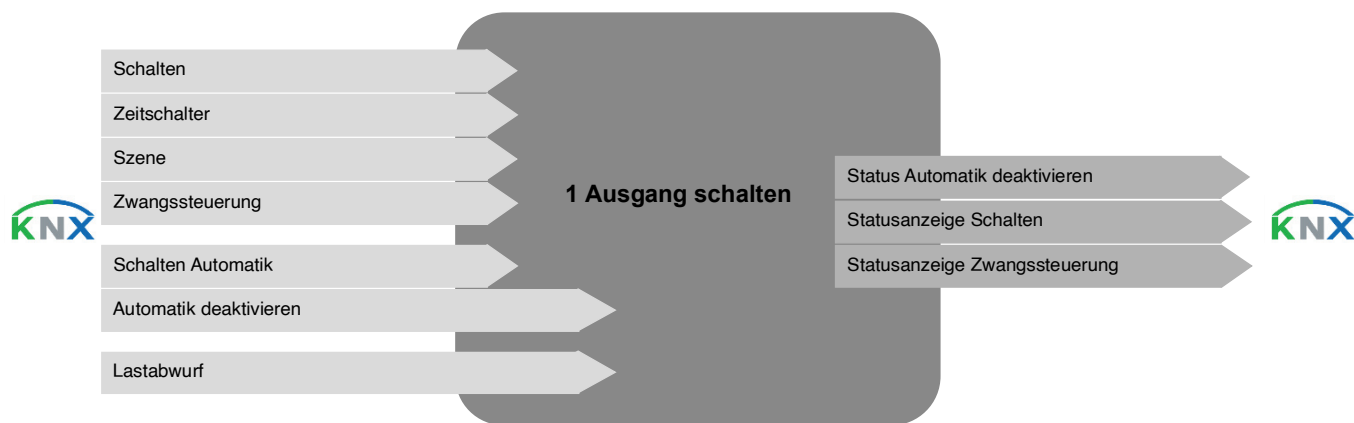 Schalten
Zeitschalter
Szene
Zwangssteuerung
KNX
Schalten Automatik
Automatik deaktivieren
Lastabwurf
1 Ausgang schalten
Status Automatik deaktivieren
Statusanzeige Schalten
Statusanzeige Zwangssteuerung
KNX